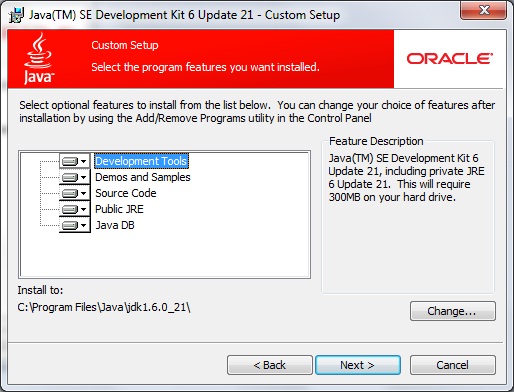 Java(TM) SE Development Kit 6 Update 21 - Custom Setup
Custom Setup
Select the program features you want installed.
Java
ORACLE
Select optional features to install from the list below.  You can change your choice of features after
installation by using the Add/Remove Programs utility in the Control Panel
Development Tools
Demos and Samples
Source Code
Public JRE
Java DB
Feature Description
Java(TM) SE Development Kit 6
Update 21, including private JRE
6 Update 21.  This will require
300MB on your hard drive.
Install to:
C:\Program Files\Java\jdk1.6.0_21\
Change...
< Back
Next >
Cancel